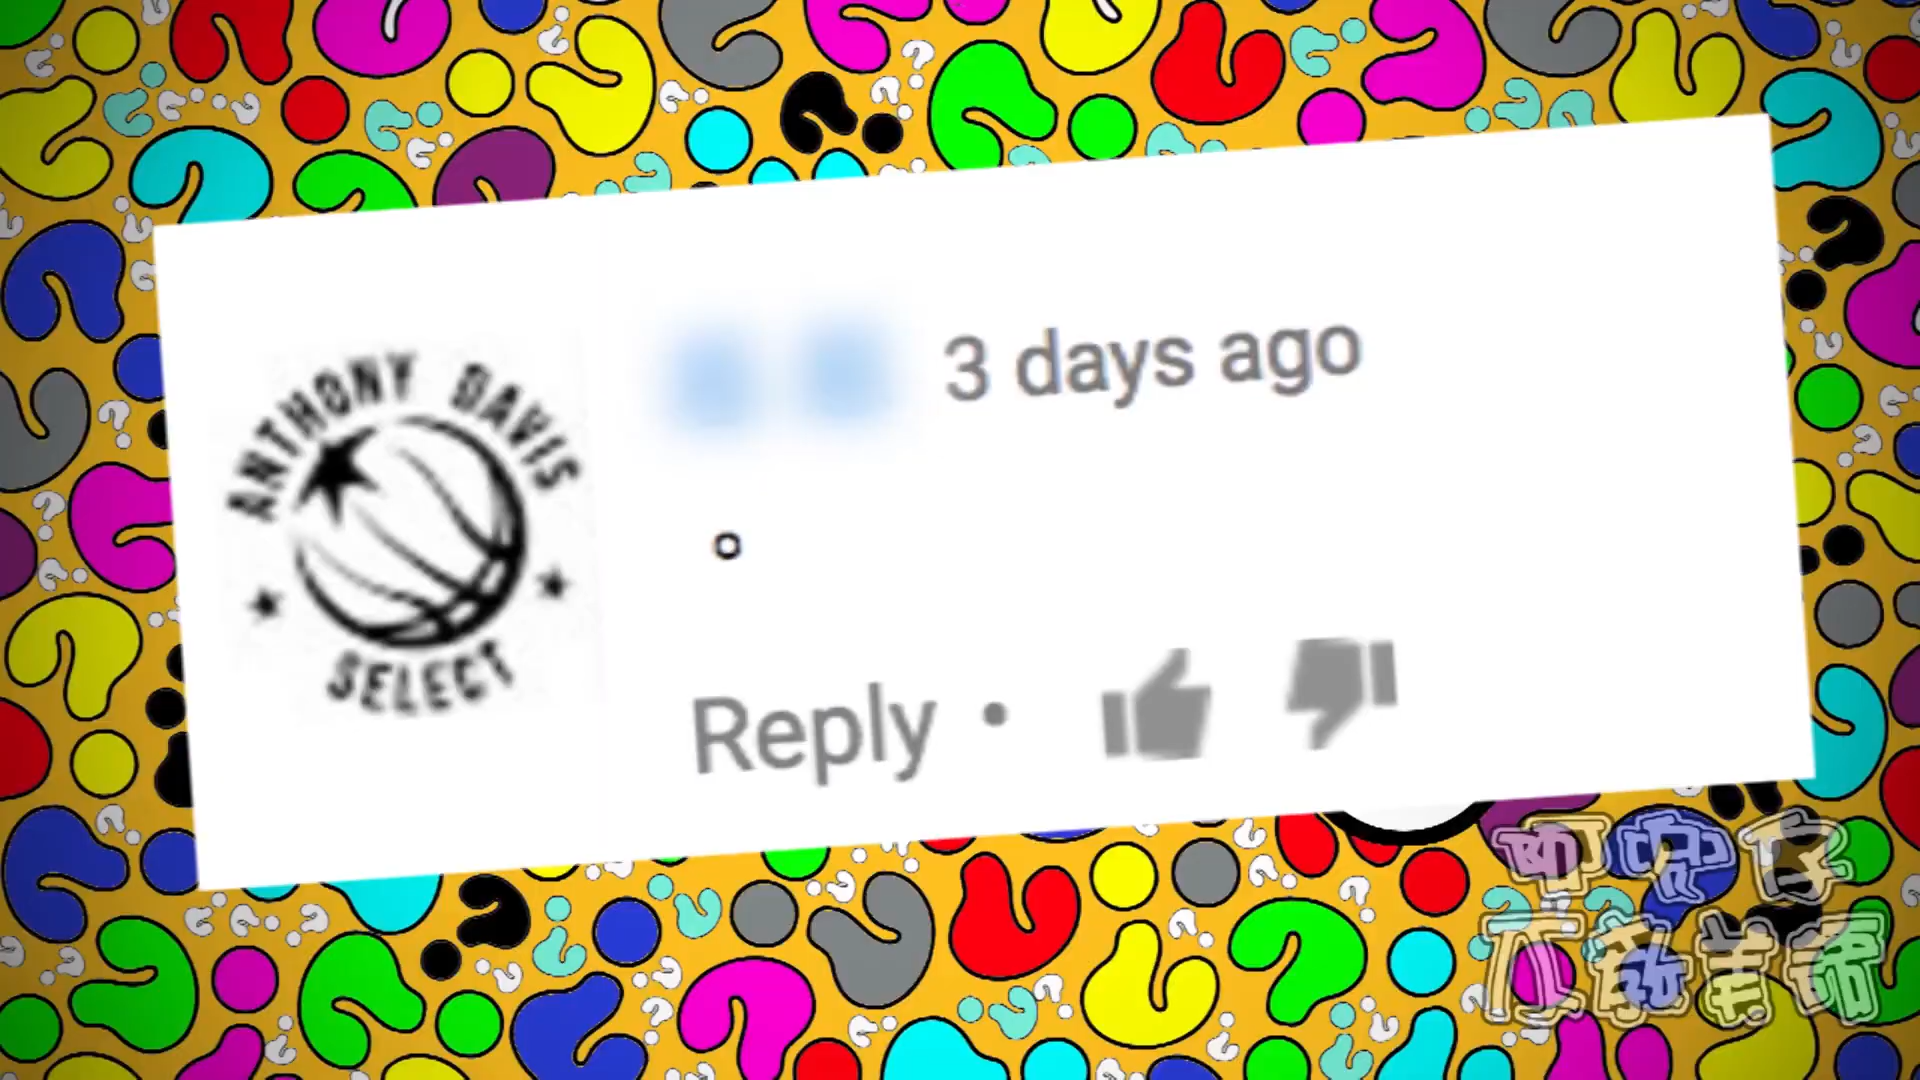 ANTHONY DAVIS
SELECT
3 days ago
。
Reply •